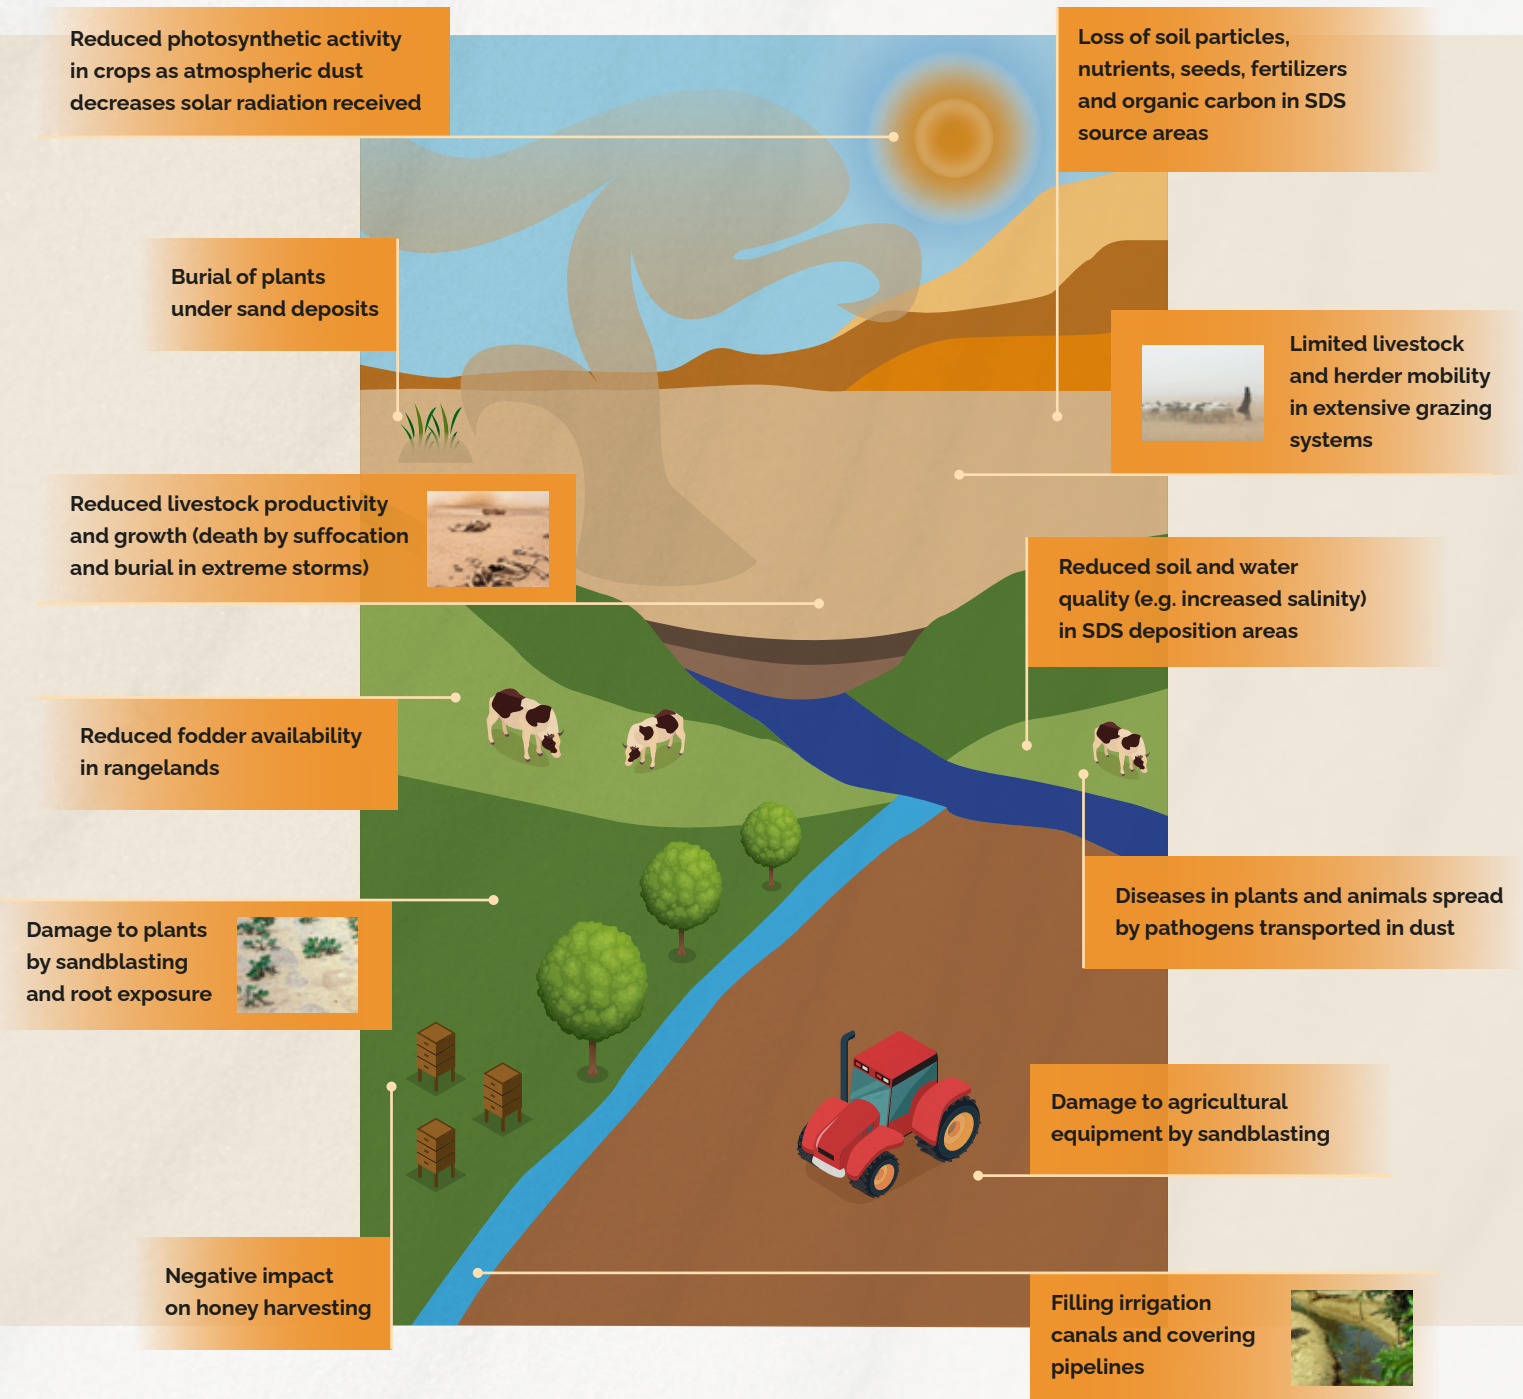 Reduced photosynthetic activity
in crops as atmospheric dust
decreases solar radiation received
Loss of soil particles,
nutrients, seeds, fertilizers
and organic carbon in SDS
source areas
Burial of plants
under sand deposits
Limited livestock
and herder mobility
in extensive grazing
systems
Reduced livestock productivity
and growth (death by suffocation
and burial in extreme storms)
Reduced soil and water
quality (e.g. increased salinity)
in SDS deposition areas
Reduced fodder availability
in rangelands
Diseases in plants and animals spread
by pathogens transported in dust
Damage to plants
by sandblasting
and root exposure
Damage to agricultural
equipment by sandblasting
Negative impact
on honey harvesting
Filling irrigation
canals and covering
pipelines